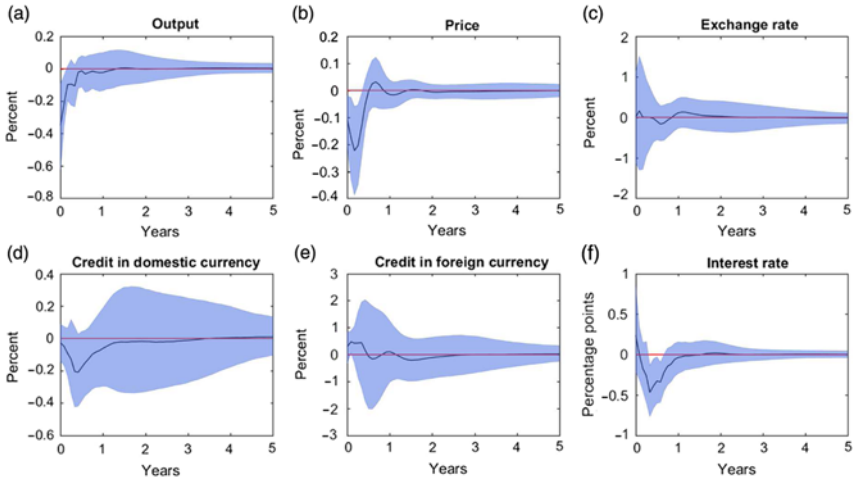 (a) Output
0.2
0
−0.2
−0.4
−0.6
−0.8
Percent
0 1 2 3 4 5
Years
(b) Price
0.2
0.1
0
−0.1
−0.2
−0.3
0.4
Percent
0 1 2 3 4 5
Years
(c) Exchange rate
2
1
0
−1
−2
Percent
0 1 2 3 4 5
Years
(d) Credit in domestic currency
0.4
0.2
0
−0.2
−0.4
−0.6
Percent
0 1 2 3 4 5
Years
(e) Credit in foreign currency
3
2
1
0
−1
−2
−3
Percent
0 1 2 3 4 5
Years
(f) Interest rate
1
0.5
0
−0.5
−1
Percentage points
0 1 2 3 4 5
Years